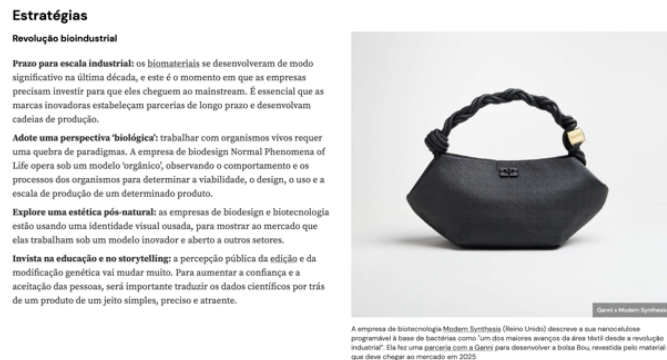 Estratégias
Revolução bioindustrial
Prazo para escala industrial: os biomateriais se desenvolveram de modo
significativo na última década, e este é o momento em que as empresas
precisam investir para que eles cheguem ao mainstream. É essencial que as
marcas inovadoras estabeleçam parcerias de longo prazo e desenvolvam
cadeias de produção.
Adote uma perspectiva 'biológica': trabalhar com organismos vivos requer
uma quebra de paradigmas. A empresa de biodesign Normal Phenomena of
Life opera sob um modelo 'orgânico', observando o comportamento e os
processos dos organismos para determinar a viabilidade, o design, o uso e a
escala de produção de um determinado produto.
Explore uma estética pós-natural: as empresas de biodesign e biotecnologia
estão usando uma identidade visual ousada, para mostrar ao mercado que
elas trabalham sob um modelo inovador e aberto a outros setores.
Invista na educação e no storytelling: a percepção pública da edição e da
modificação genética vai mudar muito. Para aumentar a confiança e a
aceitação das pessoas, será importante traduzir os dados científicos por trás
de um produto de um jeito simples, preciso e atraente.
Ganni x Modern Synthesis
A empresa de biotecnologia Modern Synthesis (Reino Unido) descreve a sua nanocelulose
programável à base de bactérias como "um dos maiores avanços da área têxtil desde a revolução
industrial". Ela fez uma parceria com a Ganni para desenvolver a bolsa Bou, revestida pelo material
que deve chegar ao mercado em 2025